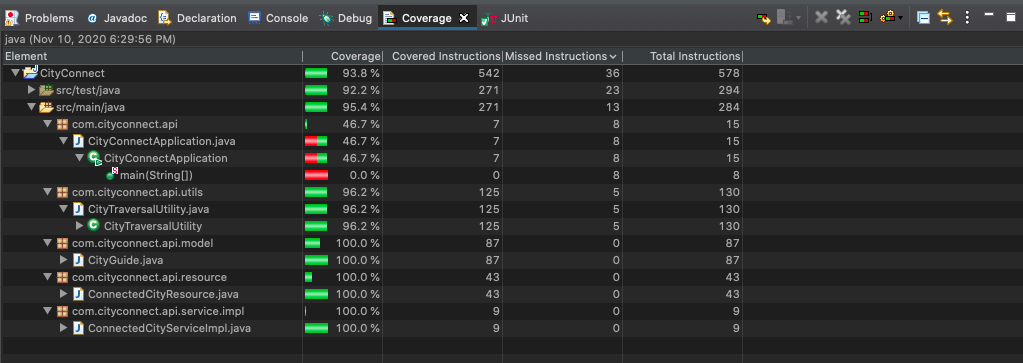 Problems Javadoc Declaration Console Debug Coverage JUnit
java (Nov 10, 2020 6:29:56 PM)
Element Coverage Covered Instructions Missed Instructions Total Instructions
CityConnect 93.8 % 542 36 578
src/test/java 92.2 % 271 23 294
src/main/java 95.4 % 271 13 284
com.cityconnect.api 46.7 % 7 8 15
CityConnectApplication.java 46.7 % 7 8 15
CityConnectApplication 46.7 % 7 8 15
main(String[]) 0.0 % 0 8 8
com.cityconnect.api.utils 96.2 % 125 5 130
CityTraversalUtility.java 96.2 % 125 5 130
CityTraversalUtility 96.2 % 125 5 130
com.cityconnect.api.model 100.0 % 87 0 87
CityGuide.java 100.0 % 87 0 87
com.cityconnect.api.resource 100.0 % 43 0 43
ConnectedCityResource.java 100.0 % 43 0 43
com.cityconnect.api.service.impl 100.0 % 9 0 9
ConnectedCityServiceImpl.java 100.0 % 9 0 9